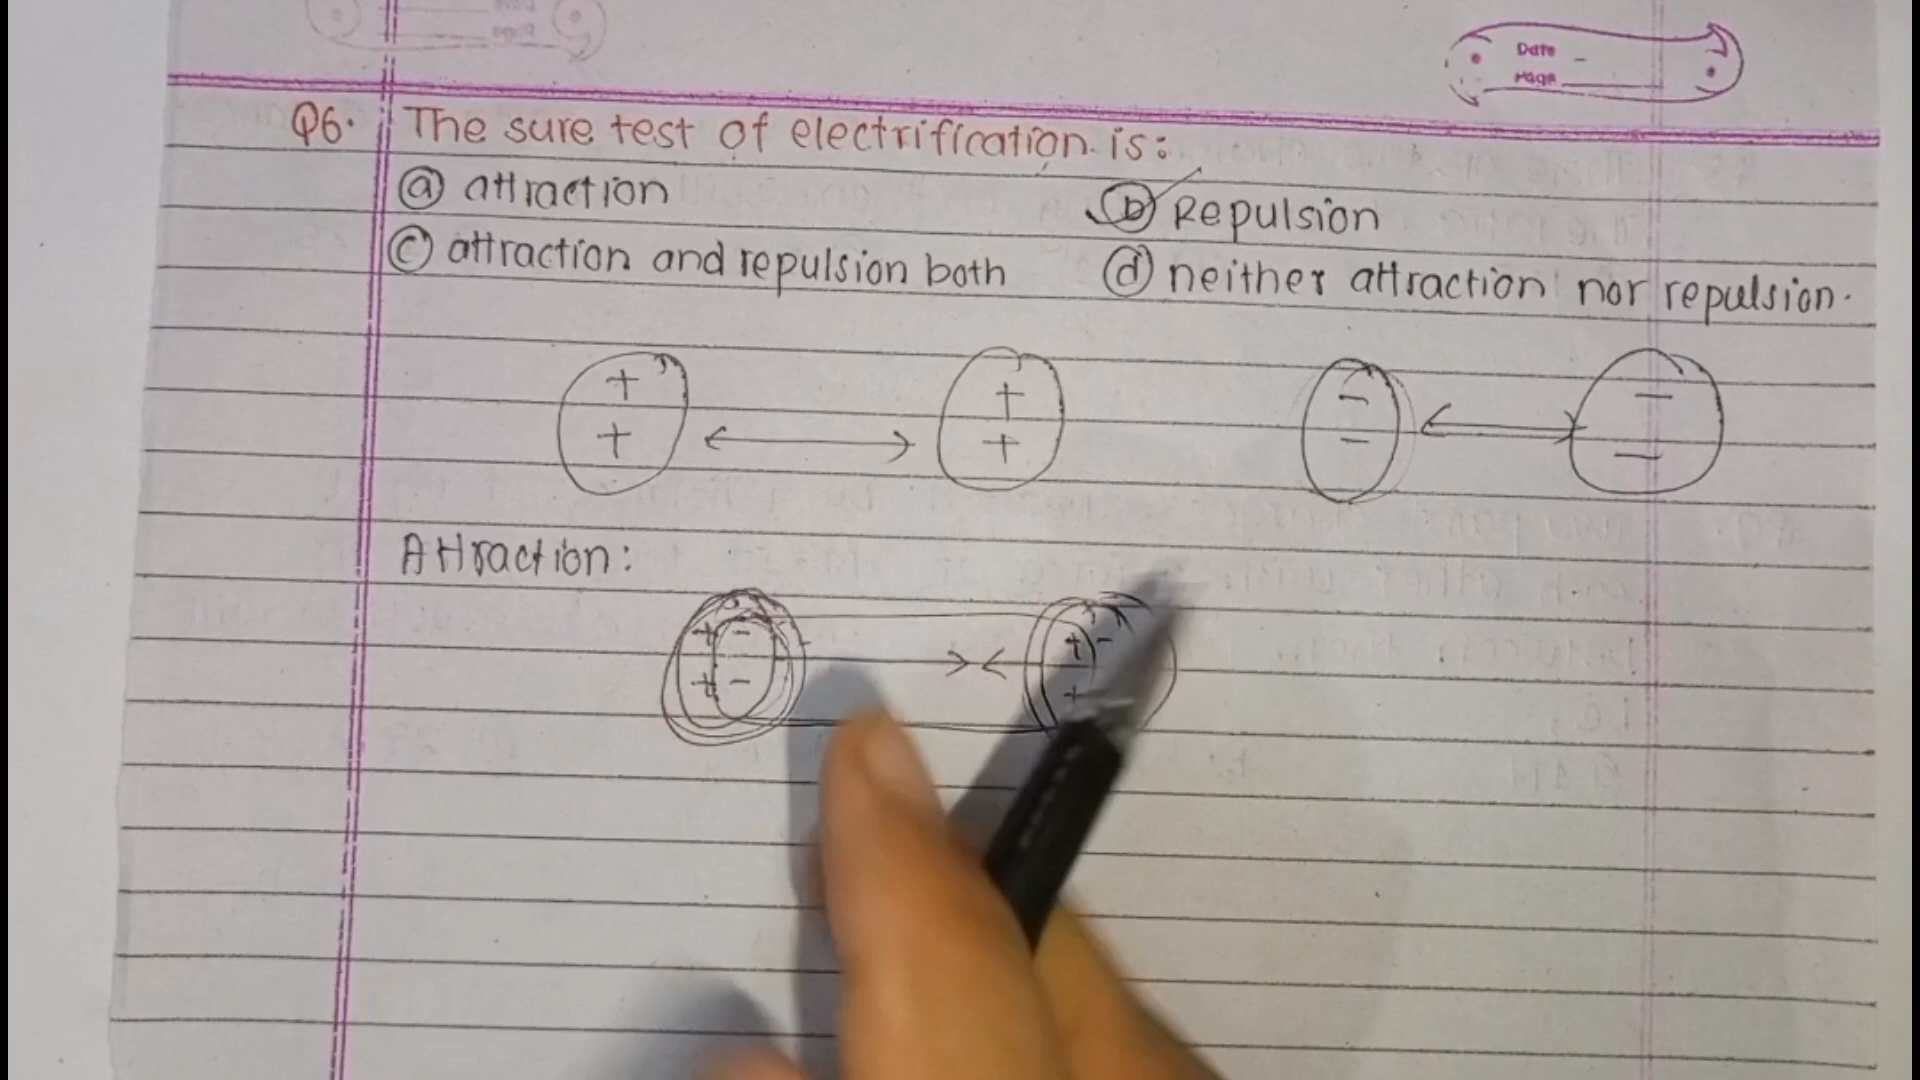 Date
Page
Q6. The sure test of electrification is:
(a) attraction (b) Repulsion
(c) attraction and repulsion both (d) neither attraction nor repulsion.
+ + - -
+ + - -
Attraction:
+ - + -
+ - +